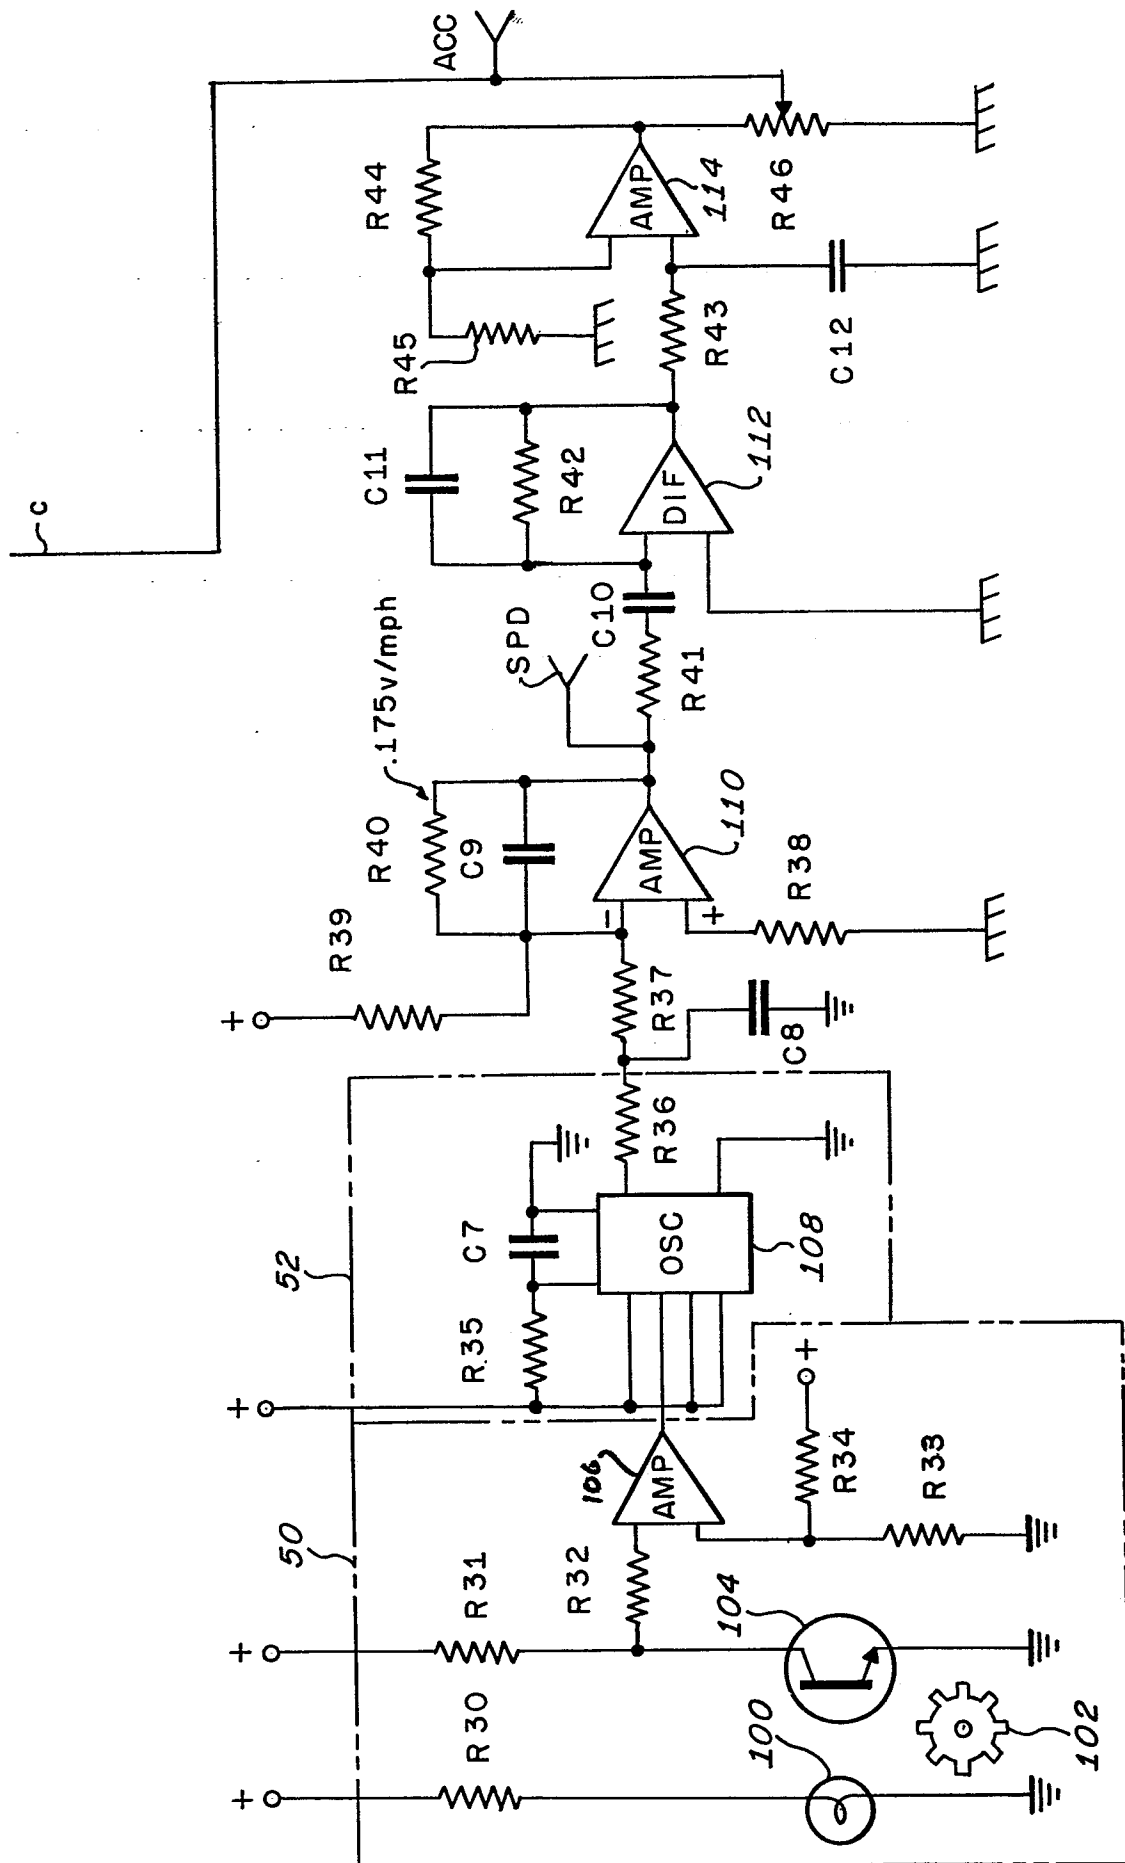 c
ACC
R44
AMP
114
R46
R45
R43
C12
C11
R42
DIF
112
.175v/mph
SPD
C10
R41
R40
C9
AMP
110
R39
−
+
R38
+
R37
C8
52
R36
C7
OSC
108
R35
+
+
R34
R33
50
106
AMP
R31
R32
+
104
R30
100
102
+